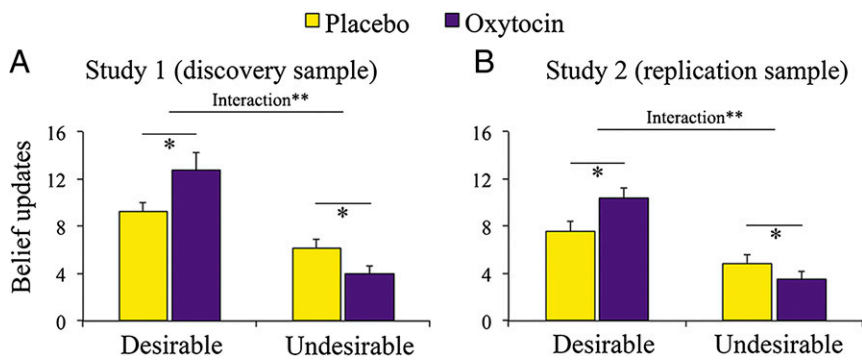 Placebo Oxytocin
A Study 1 (discovery sample)
Interaction**
Belief updates
16
12
8
4
0
*
*
Desirable Undesirable
B Study 2 (replication sample)
Interaction**
16
12
8
4
0
*
*
Desirable Undesirable